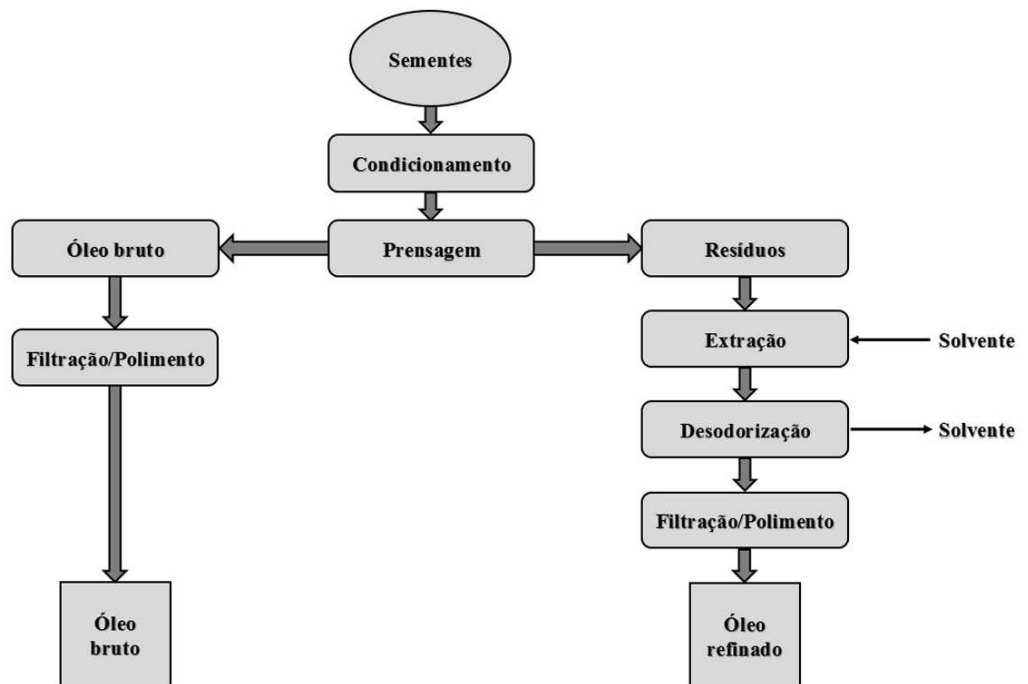 Sementes
Condicionamento
Óleo bruto
Prensagem
Resíduos
Filtração/Polimento
Extração
Solvente
Desodorização
Solvente
Filtração/Polimento
Óleo
bruto
Óleo
refinado